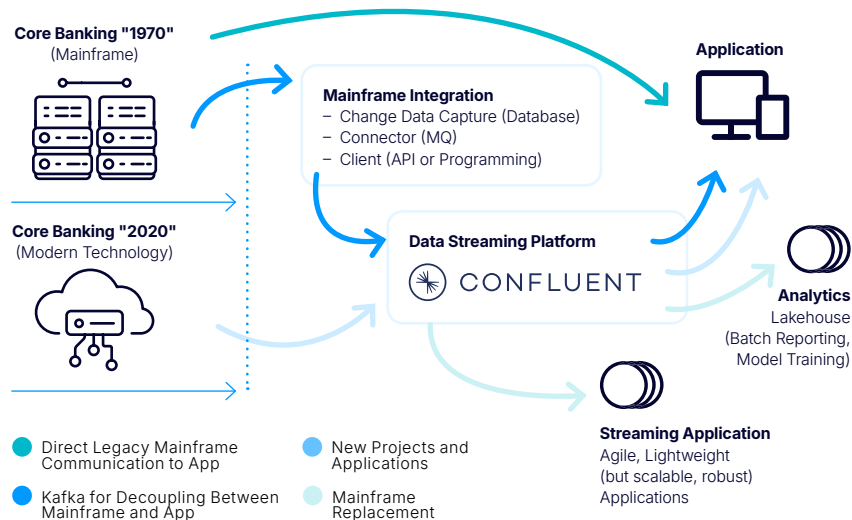 Core Banking "1970"
(Mainframe)
Application
Mainframe Integration
– Change Data Capture (Database)
– Connector (MQ)
– Client (API or Programming)
Core Banking "2020"
(Modern Technology)
Data Streaming Platform
CONFLUENT
Analytics
Lakehouse
(Batch Reporting,
Model Training)
Streaming Application
Agile, Lightweight
(but scalable, robust)
Applications
Direct Legacy Mainframe
Communication to App
New Projects and
Applications
Kafka for Decoupling Between
Mainframe and App
Mainframe
Replacement